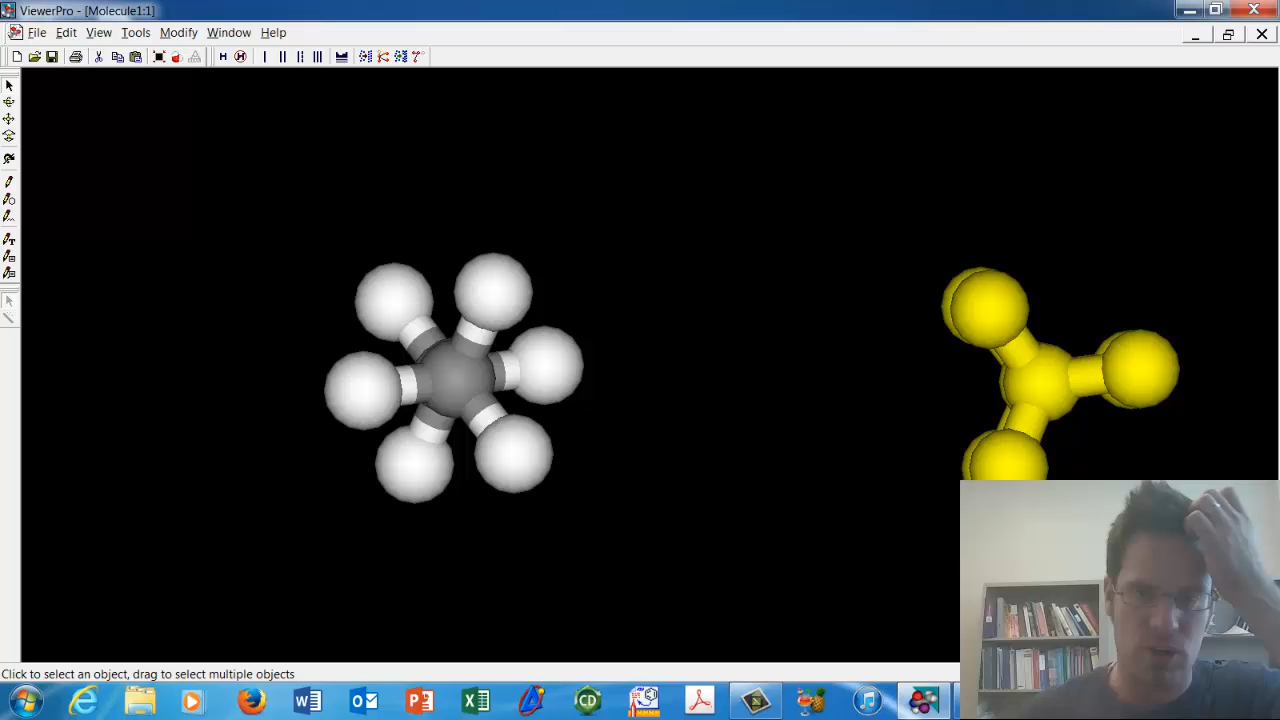 ViewerPro - [Molecule1:1]
File Edit View Tools Modify Window Help
Click to select an object, drag to select multiple objects